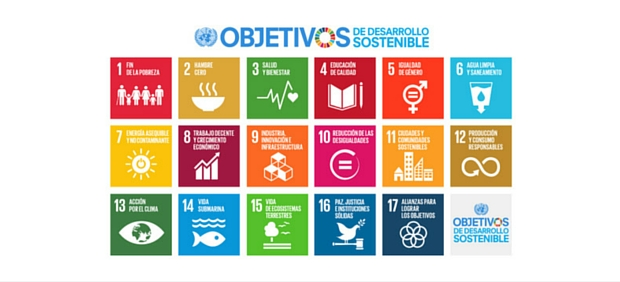 OBJETIVOS DE DESARROLLO
SOSTENIBLE
1 FIN
DE LA POBREZA
2 HAMBRE
CERO
3 SALUD
Y BIENESTAR
4 EDUCACIÓN
DE CALIDAD
5 IGUALDAD
DE GÉNERO
6 AGUA LIMPIA
Y SANEAMIENTO
7 ENERGÍA ASEQUIBLE
Y NO CONTAMINANTE
8 TRABAJO DECENTE
Y CRECIMIENTO
ECONÓMICO
9 INDUSTRIA,
INNOVACIÓN E
INFRAESTRUCTURA
10 REDUCCIÓN DE LAS
DESIGUALDADES
11 CIUDADES Y
COMUNIDADES
SOSTENIBLES
12 PRODUCCIÓN
Y CONSUMO
RESPONSABLES
13 ACCIÓN
POR EL CLIMA
14 VIDA
SUBMARINA
15 VIDA
DE ECOSISTEMAS
TERRESTRES
16 PAZ, JUSTICIA
E INSTITUCIONES
SÓLIDAS
17 ALIANZAS PARA
LOGRAR
LOS OBJETIVOS
OBJETIVOS
DE DESARROLLO
SOSTENIBLE